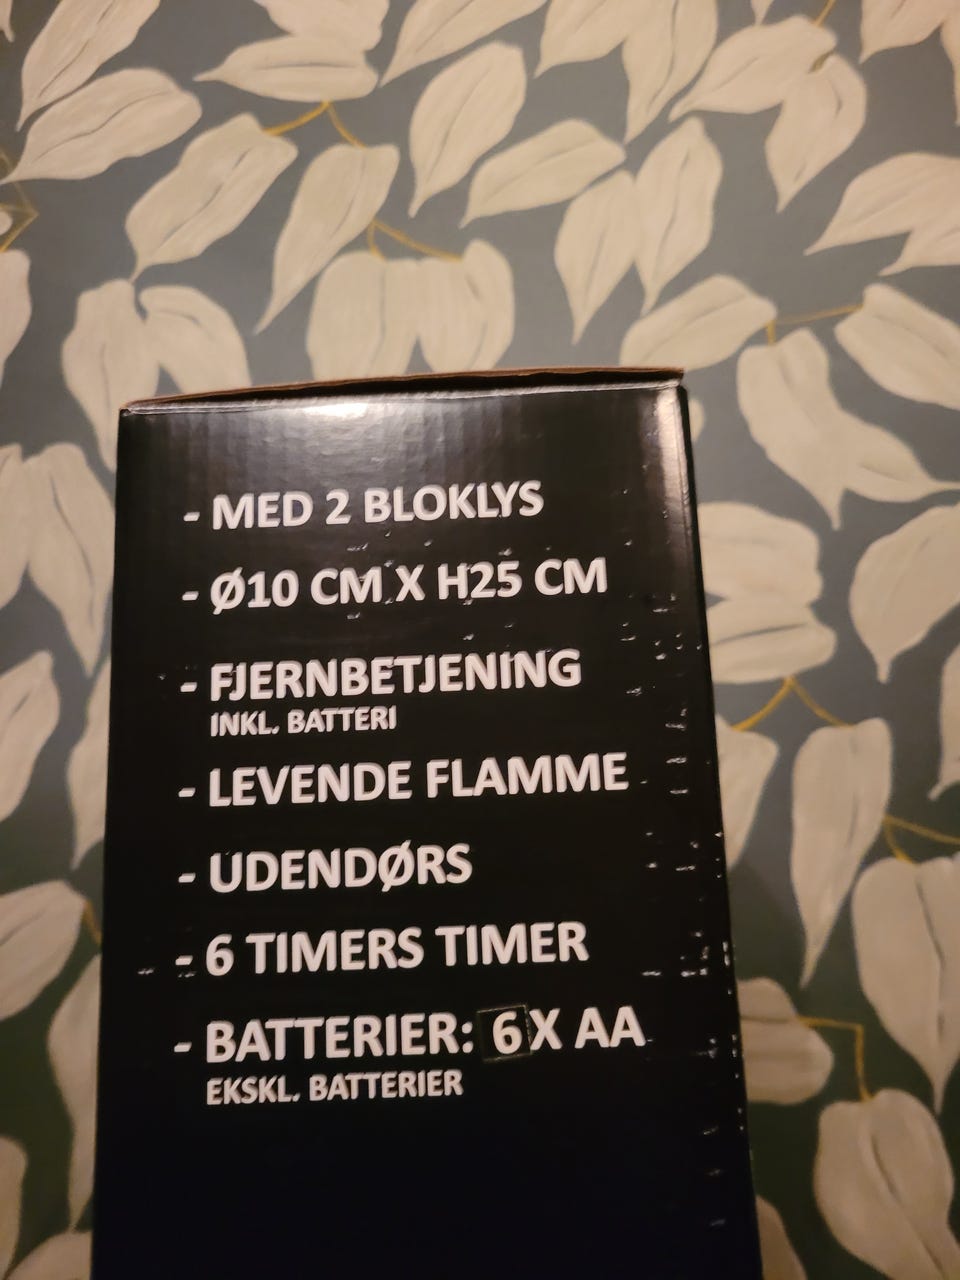 - MED 2 BLOKLYS
- Ø10 CM X H25 CM
- FJERNBETJENING
INKL. BATTERI
- LEVENDE FLAMME
- UDENDØRS
- 6 TIMERS TIMER
- BATTERIER: 6 X AA
EKSKL. BATTERIER